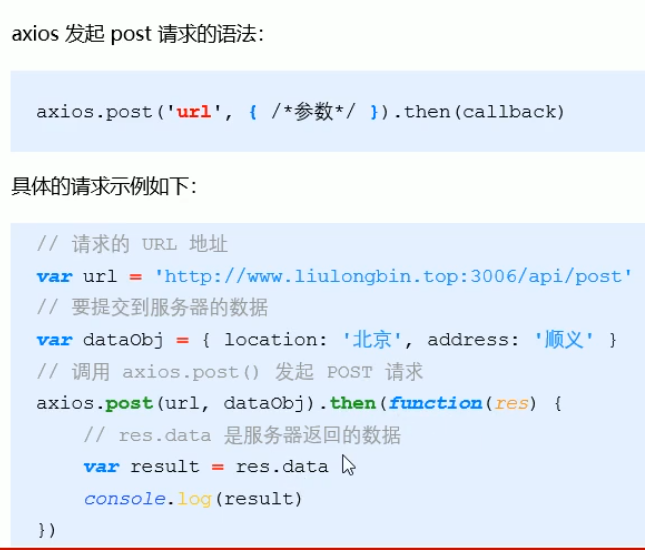 axios 发起 post 请求的语法：
axios.post('url', { /*参数*/ }).then(callback)
具体的请求示例如下：
// 请求的 URL 地址
var url = 'http://www.liulongbin.top:3006/api/post'
// 要提交到服务器的数据
var dataObj = { location: '北京', address: '顺义' }
// 调用 axios.post() 发起 POST 请求
axios.post(url, dataObj).then(function(res) {
// res.data 是服务器返回的数据
var result = res.data
console.log(result)
})